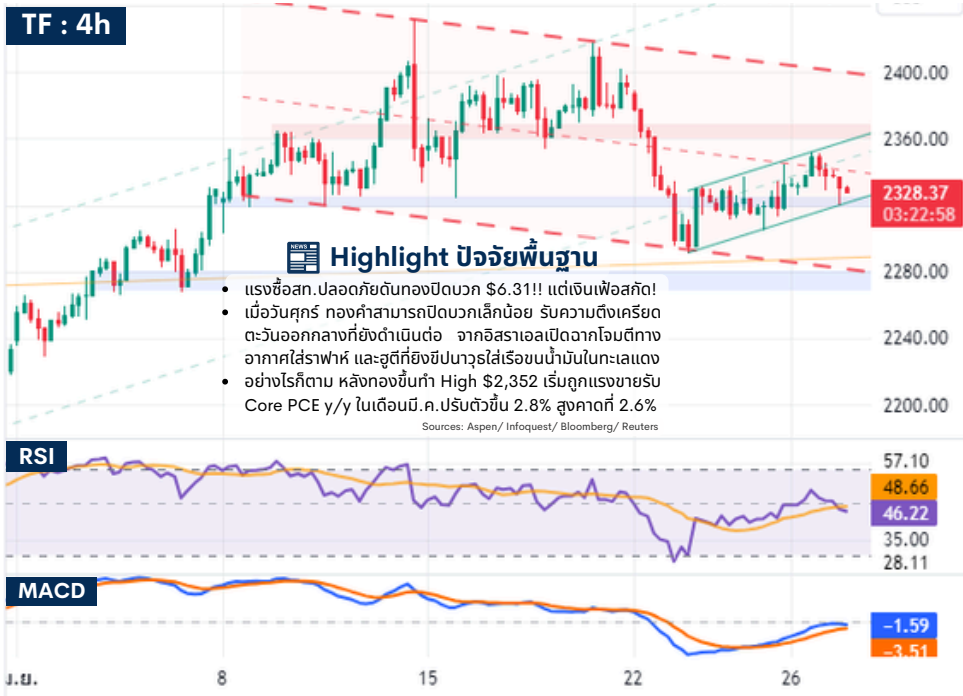 TF : 4h
2400.00
2360.00
2328.37
03:22:58
2280.00
2240.00
2200.00
NEWS
Highlight ปัจจัยพื้นฐาน
• แรงซื้อสท.ปลอดภัยดันทองปิดบวก $6.31!! แต่เงินเฟ้อสกัด!
• เมื่อวันศุกร์ ทองคำสามารถปิดบวกเล็กน้อย รับความตึงเครียด
ตะวันออกกลางที่ยังดำเนินต่อ จากอิสราเอลเปิดฉากโจมตีทาง
อากาศใส่ราฟาห์ และฮูตีที่ยิงขีปนาวุธใส่เรือขนน้ำมันในทะเลแดง
• อย่างไรก็ตาม หลังทองขึ้นทำ High $2,352 เริ่มถูกแรงขายรับ
Core PCE y/y ในเดือนมี.ค.ปรับตัวขึ้น 2.8% สูงคาดที่ 2.6%
Sources: Aspen/ Infoquest/ Bloomberg/ Reuters
RSI
57.10
48.66
46.22
35.00
28.11
MACD
−1.59
−3.51
8 15 22 26